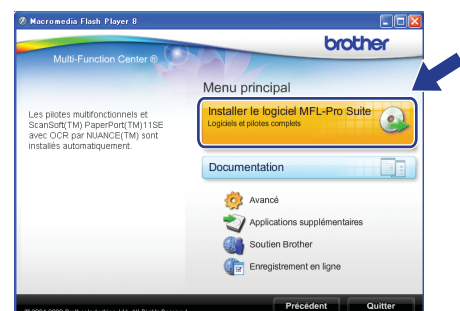 Macromedia Flash Player 8
brother
Multi-Function Center ®
Menu principal
Les pilotes multifonctionnels et
ScanSoft(TM) PaperPort(TM)11SE
avec OCR par NUANCE(TM) sont
installés automatiquement.
Installer le logiciel MFL-Pro Suite
Logiciels et pilotes complets
Documentation
Avancé
Applications supplémentaires
Soutien Brother
Enregistrement en ligne
Précédent
Quitter